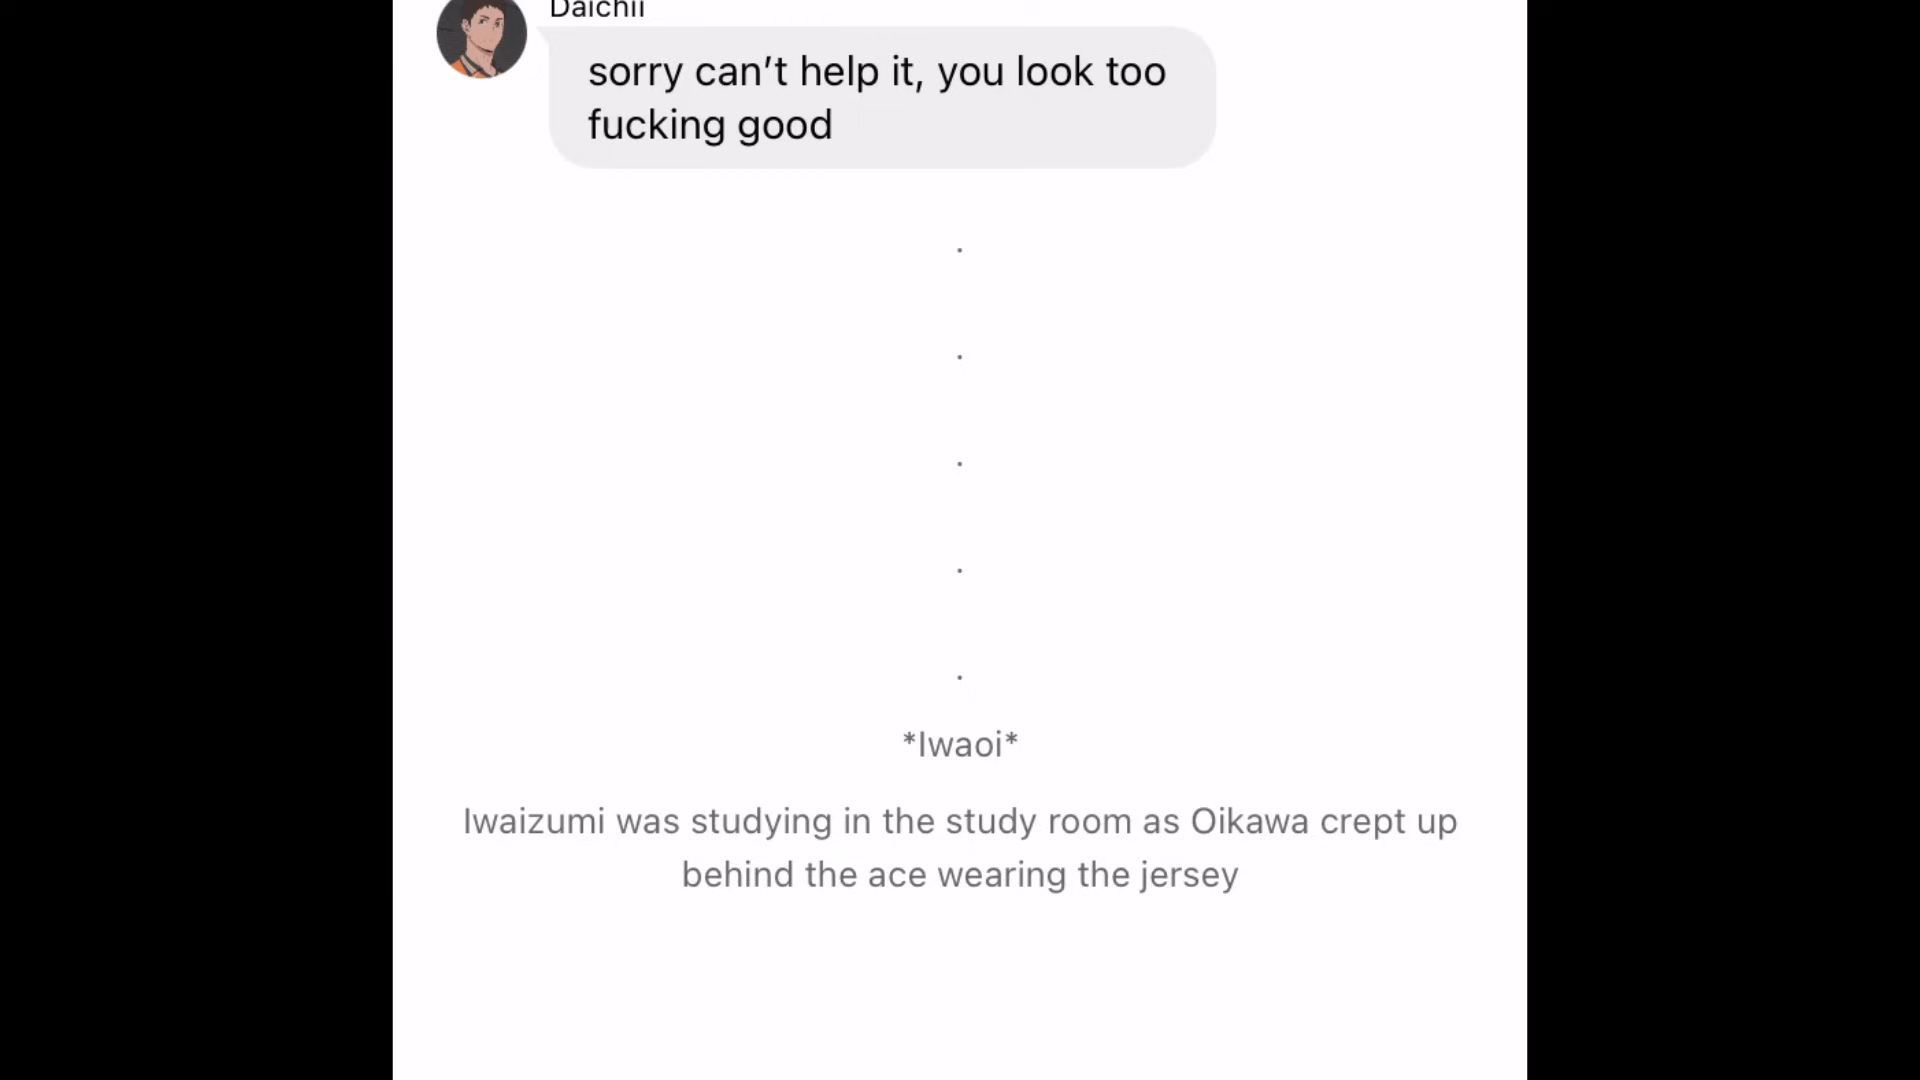 Daichii
sorry can’t help it, you look too
fucking good
.
.
.
.
.
*Iwaoi*
Iwaizumi was studying in the study room as Oikawa crept up
behind the ace wearing the jersey